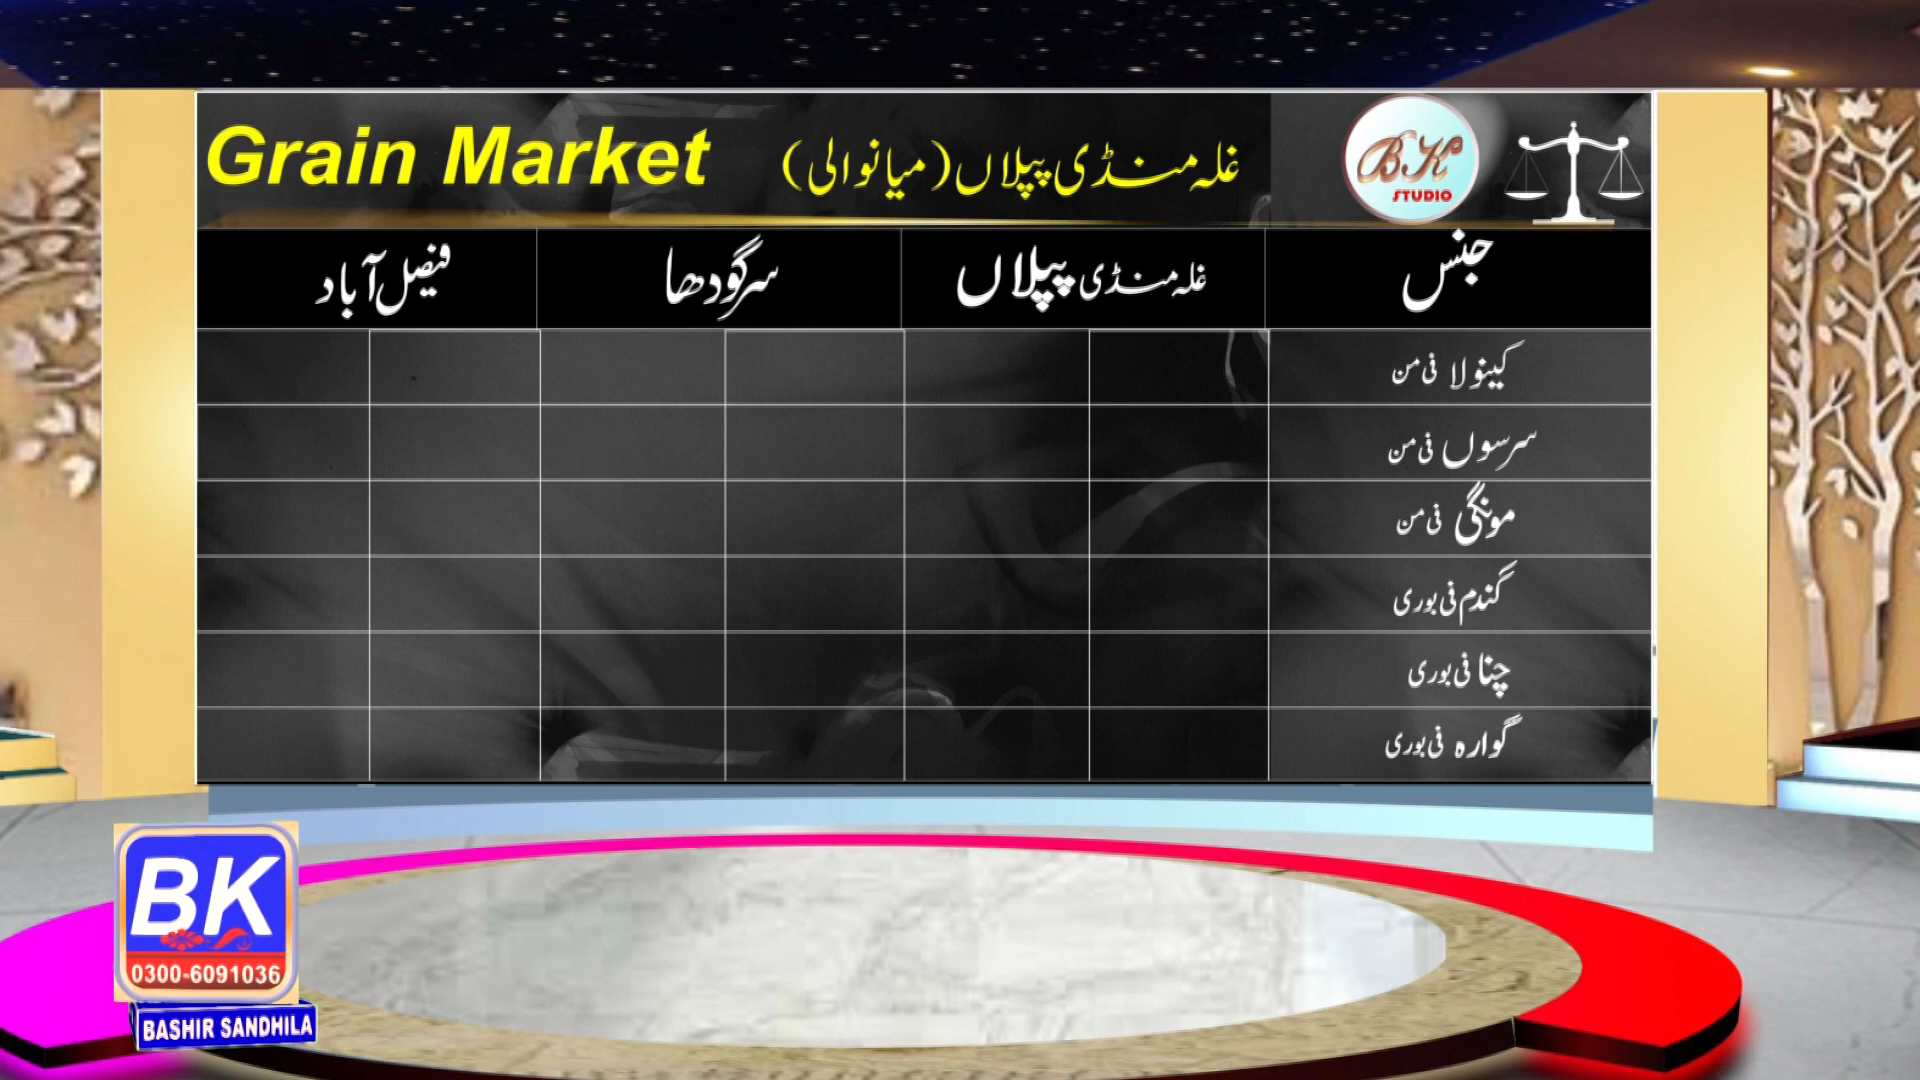 Grain Market
غلہ منڈی پپلاں (میانوالی)
BK
STUDIO
جنس
غلہ منڈی پپلاں
سرگودھا
فیصل آباد
کینولا فی من
سرسوں فی من
مونگی فی من
گندم فی بوری
چنا فی بوری
گوارہ فی بوری
BK
0300-6091036
BASHIR SANDHILA